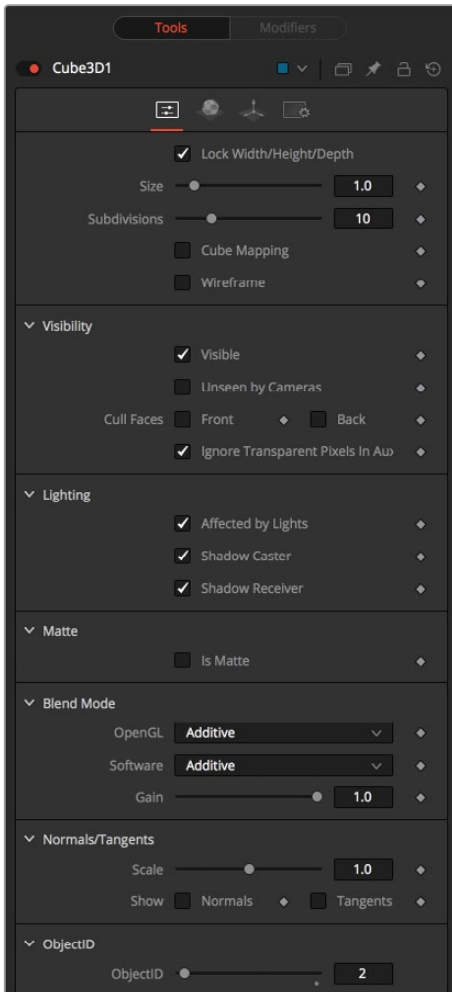 Tools Modifiers
Cube3D1
Lock Width/Height/Depth
Size 1.0
Subdivisions 10
Cube Mapping
Wireframe
Visibility
Visible
Unseen by Cameras
Cull Faces Front Back
Ignore Transparent Pixels In Aux
Lighting
Affected by Lights
Shadow Caster
Shadow Receiver
Matte
Is Matte
Blend Mode
OpenGL Additive
Software Additive
Gain 1.0
Normals/Tangents
Scale 1.0
Show Normals Tangents
ObjectID
ObjectID 2